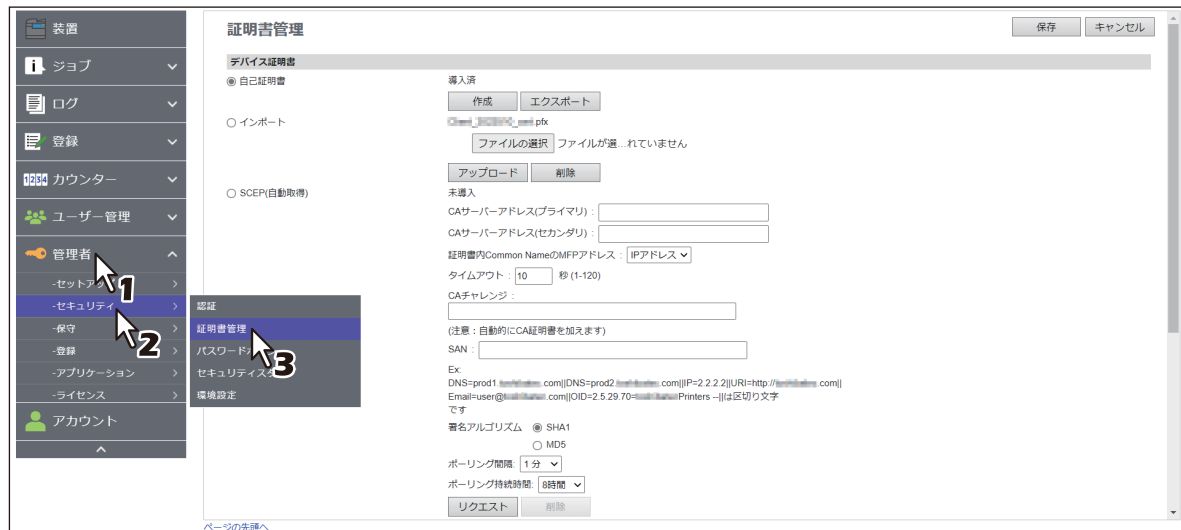 装置
ジョブ
ログ
登録
1234 カウンター
ユーザー管理
管理者
1
-セットアップ
-セキュリティ
2
-保守
-登録
-アプリケーション
-ライセンス
アカウント
認証
証明書管理
3
パスワードポ
セキュリティスタ
環境設定
証明書管理
保存
キャンセル
デバイス証明書
自己証明書
導入済
作成 エクスポート
インポート
.pfx
ファイルの選択 ファイルが選...れていません
アップロード 削除
SCEP(自動取得)
未導入
CAサーバーアドレス(プライマリ) :
CAサーバーアドレス(セカンダリ) :
証明書内Common NameのMFPアドレス : IPアドレス
タイムアウト : 10 秒 (1-120)
CAチャレンジ :
(注意 : 自動的にCA証明書を加えます)
SAN :
Ex:
DNS=prod1. .com||DNS=prod2. .com||IP=2.2.2.2||URI=http:// .com||
Email=user@ .com||OID=2.5.29.70= Printers --||は区切り文字
です
署名アルゴリズム SHA1
MD5
ポーリング間隔: 1 分
ポーリング持続時間: 8時間
リクエスト 削除
ページの先頭へ